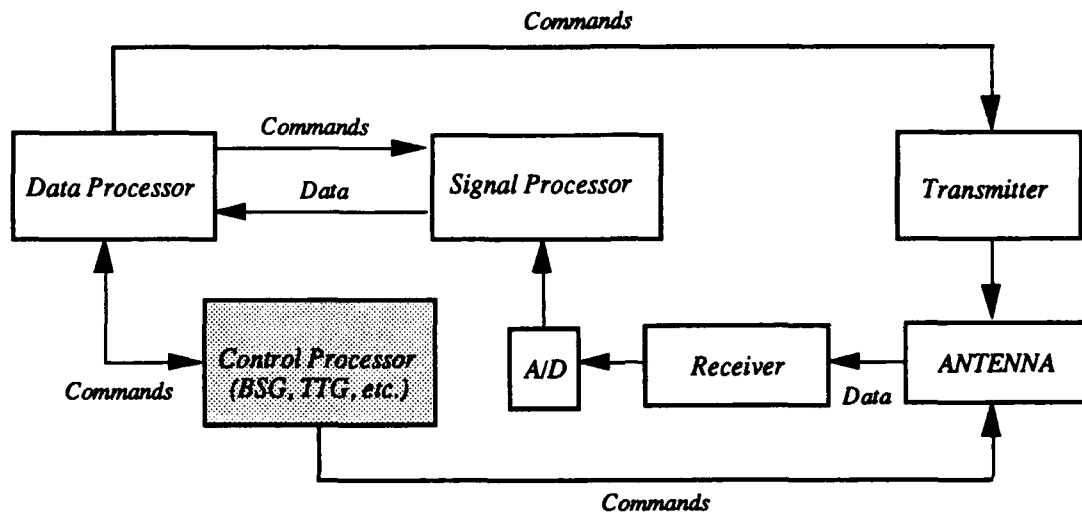 Commands
Commands
Data Processor
Signal Processor
Transmitter
Data
Control Processor
(BSG, TTG, etc.)
A/D
Receiver
ANTENNA
Commands
Data
Commands